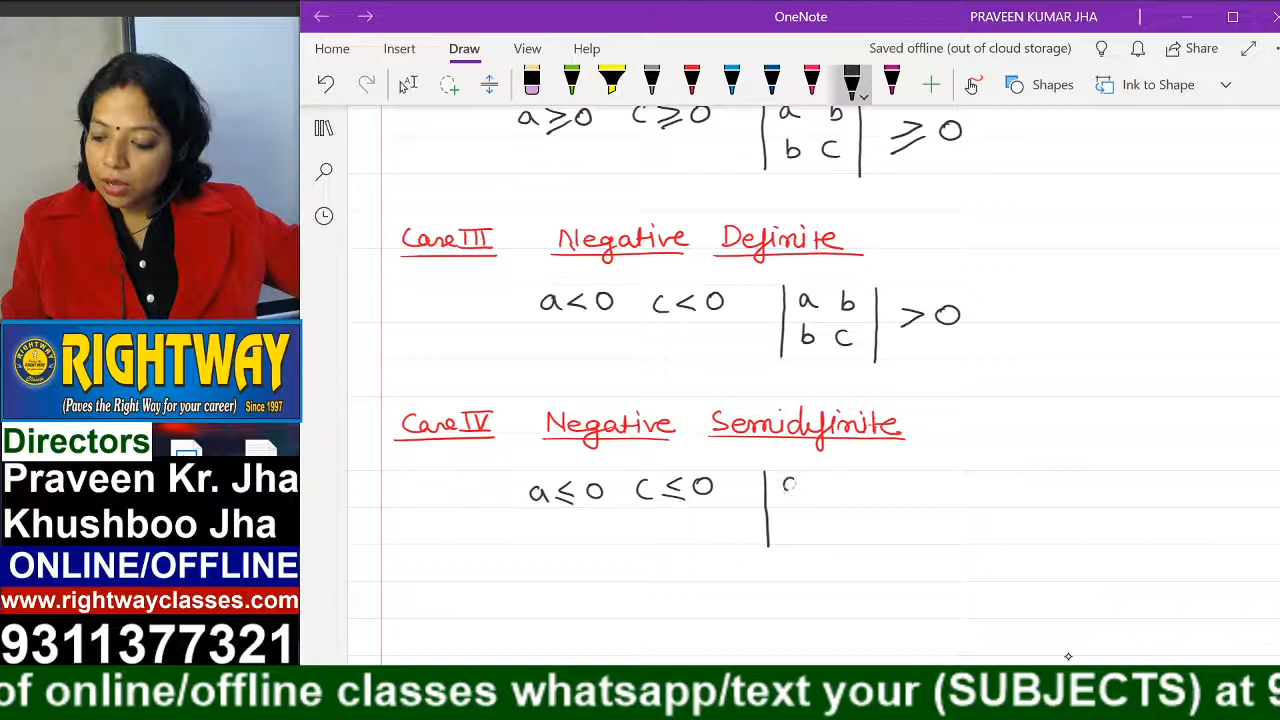 OneNote PRAVEEN KUMAR JHA
Home Insert Draw View Help Saved offline (out of cloud storage) Share
Shapes Ink to Shape
a ≥ 0 c ≥ 0 | a b | ≥ 0
| b c |
Case III Negative Definite
a < 0 c < 0 | a b | > 0
| b c |
Case IV Negative Semidefinite
a ≤ 0 c ≤ 0 |
RIGHTWAY
(Paves the Right Way for your career) Since 1997
Directors
Praveen Kr. Jha
Khushboo Jha
ONLINE/OFFLINE
www.rightwayclasses.com
9311377321
of online/offline classes whatsapp/text your (SUBJECTS) at 9